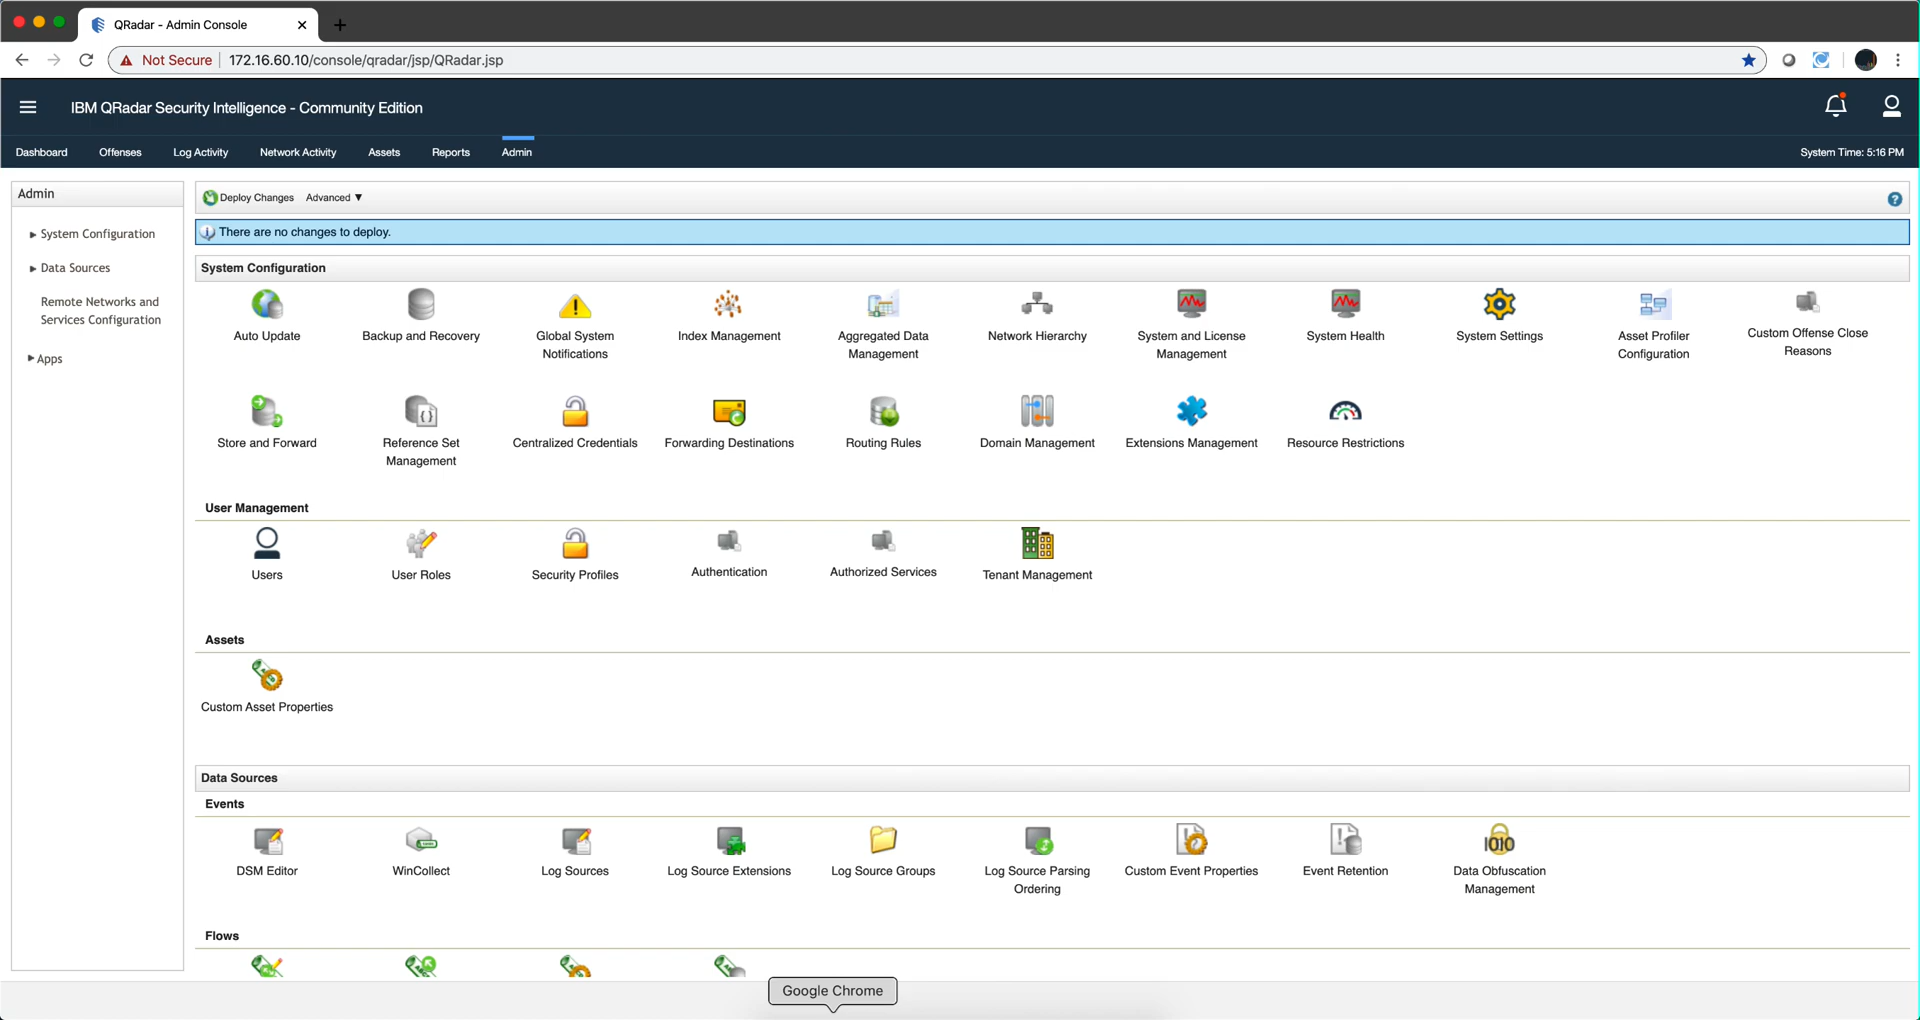 QRadar - Admin Console
Not Secure
172.16.60.10/console/qradar/jsp/QRadar.jsp
IBM QRadar Security Intelligence - Community Edition
Dashboard
Offenses
Log Activity
Network Activity
Assets
Reports
Admin
System Time: 5:16 PM
Admin
System Configuration
Data Sources
Remote Networks and
Services Configuration
Apps
Deploy Changes
Advanced ▼
There are no changes to deploy.
System Configuration
Auto Update
Backup and Recovery
Global System
Notifications
Index Management
Aggregated Data
Management
Network Hierarchy
System and License
Management
System Health
System Settings
Asset Profiler
Configuration
Custom Offense Close
Reasons
Store and Forward
Reference Set
Management
Centralized Credentials
Forwarding Destinations
Routing Rules
Domain Management
Extensions Management
Resource Restrictions
User Management
Users
User Roles
Security Profiles
Authentication
Authorized Services
Tenant Management
Assets
Custom Asset Properties
Data Sources
Events
DSM Editor
WinCollect
Log Sources
Log Source Extensions
Log Source Groups
Log Source Parsing
Ordering
Custom Event Properties
Event Retention
1010
Data Obfuscation
Management
Flows
Google Chrome